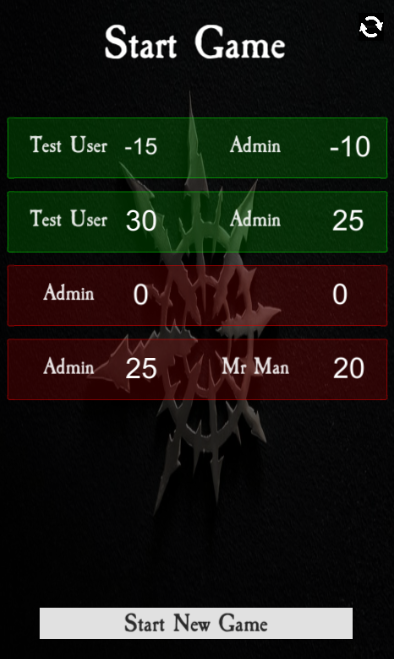 Start Game
Test User -15 Admin -10
Test User 30 Admin 25
Admin 0 0
Admin 25 Mr Man 20
Start New Game